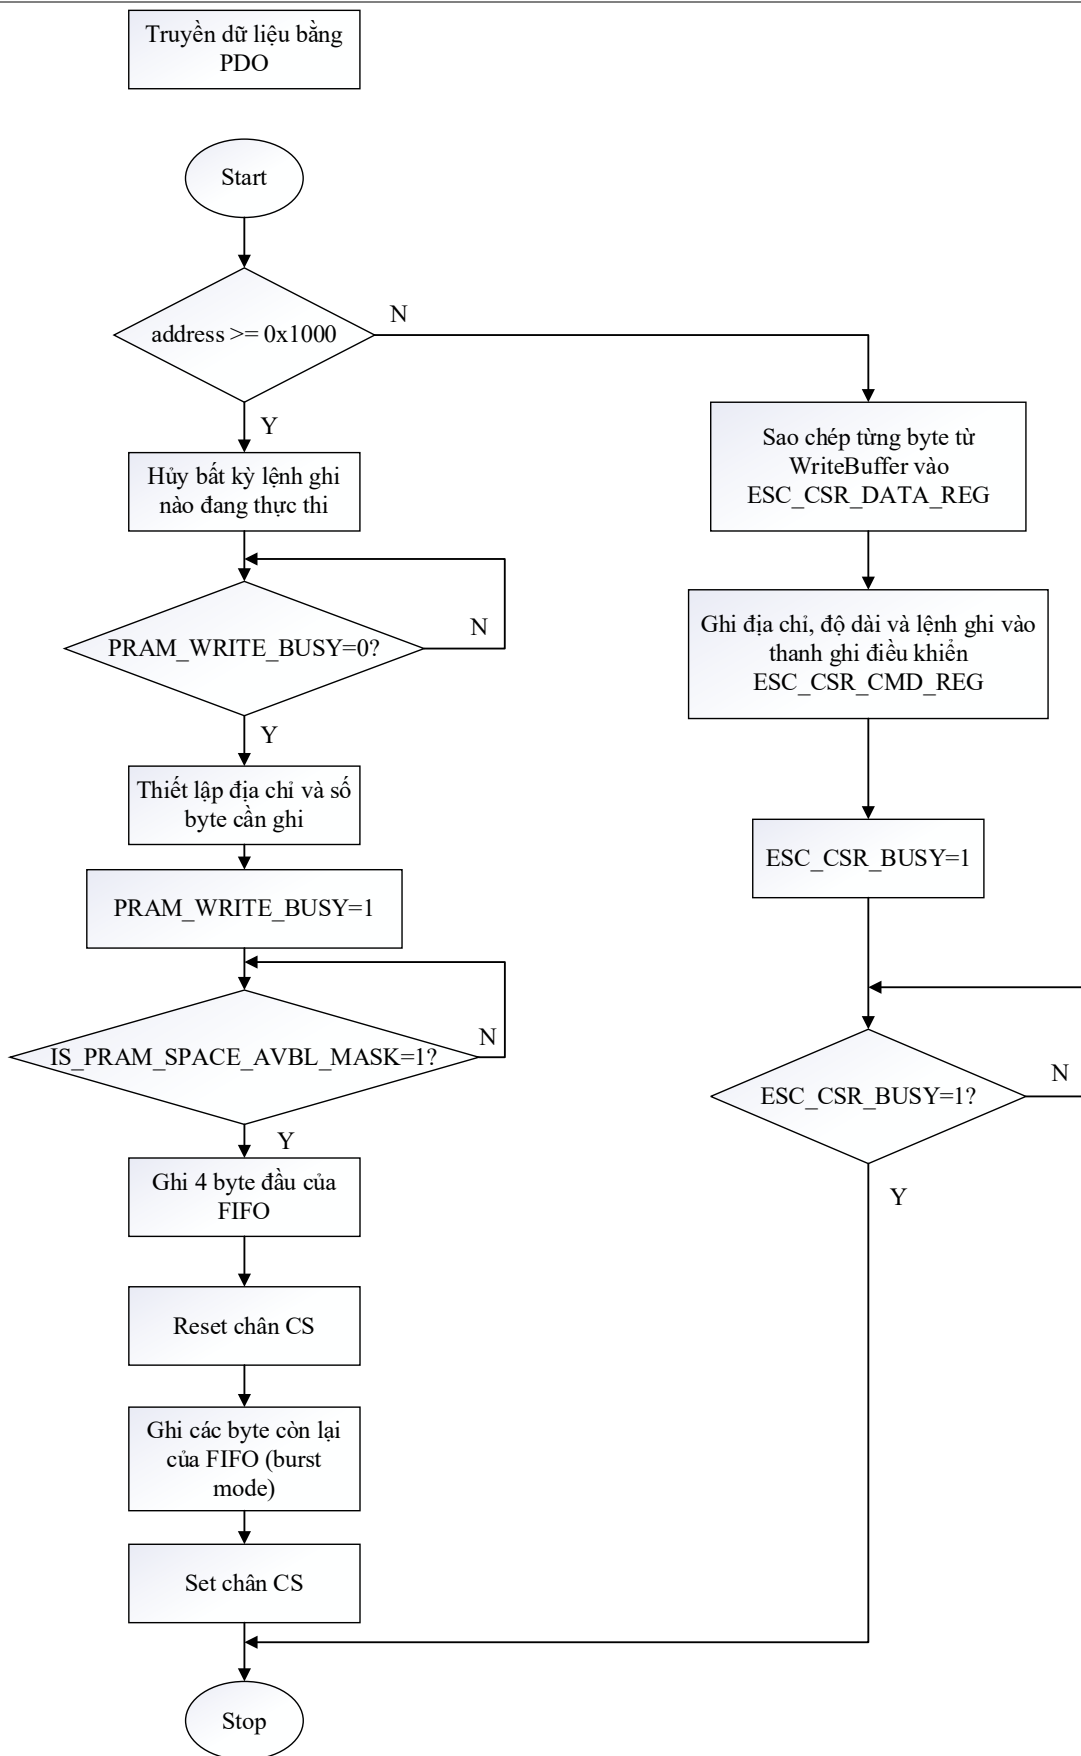 Truyền dữ liệu bằng
PDO
Start
address >= 0x1000
N
Y
Hủy bất kỳ lệnh ghi
nào đang thực thi
PRAM_WRITE_BUSY=0?
N
Y
Thiết lập địa chỉ và số
byte cần ghi
PRAM_WRITE_BUSY=1
IS_PRAM_SPACE_AVBL_MASK=1?
N
Y
Ghi 4 byte đầu của
FIFO
Reset chân CS
Ghi các byte còn lại
của FIFO (burst
mode)
Set chân CS
Stop
Sao chép từng byte từ
WriteBuffer vào
ESC_CSR_DATA_REG
Ghi địa chỉ, độ dài và lệnh ghi vào
thanh ghi điều khiển
ESC_CSR_CMD_REG
ESC_CSR_BUSY=1
ESC_CSR_BUSY=1?
N
Y